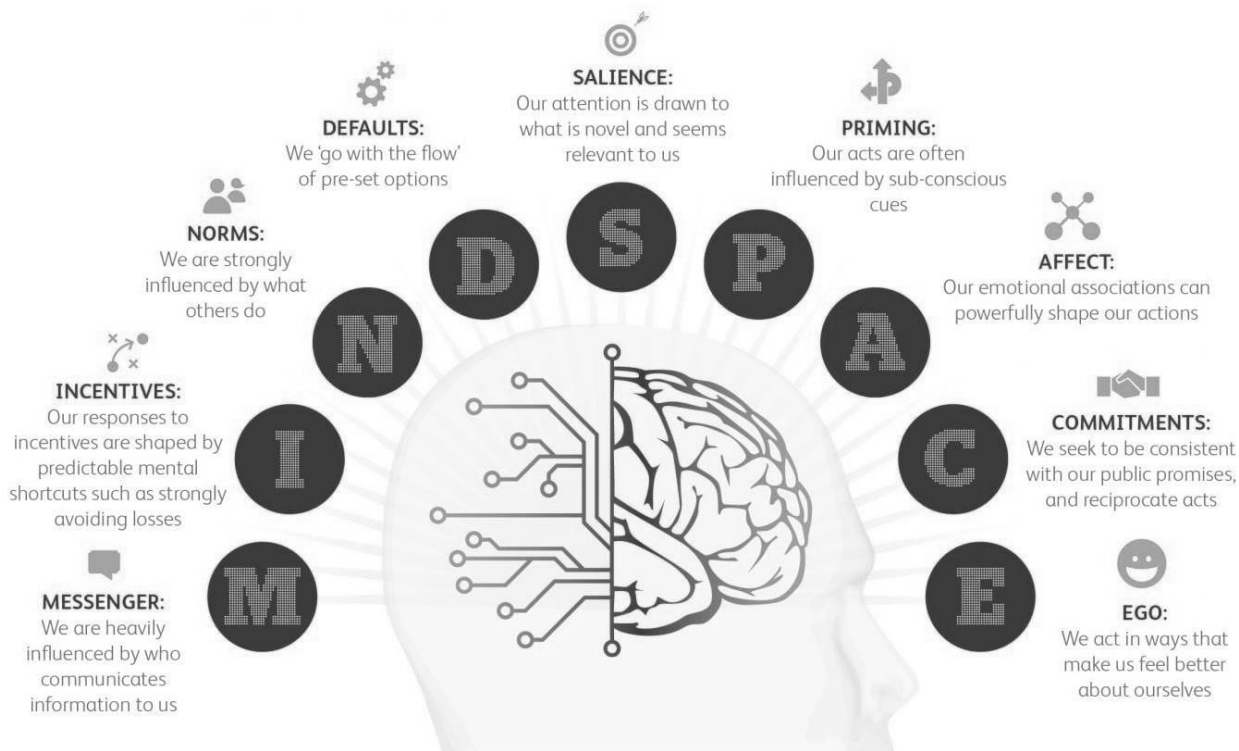 MESSENGER:
We are heavily
influenced by who
communicates
information to us
M
INCENTIVES:
Our responses to
incentives are shaped by
predictable mental
shortcuts such as strongly
avoiding losses
I
NORMS:
We are strongly
influenced by what
others do
N
DEFAULTS:
We ‘go with the flow’
of pre-set options
D
SALIENCE:
Our attention is drawn to
what is novel and seems
relevant to us
S
PRIMING:
Our acts are often
influenced by sub-conscious
cues
P
AFFECT:
Our emotional associations can
powerfully shape our actions
A
COMMITMENTS:
We seek to be consistent
with our public promises,
and reciprocate acts
C
EGO:
We act in ways that
make us feel better
about ourselves
E